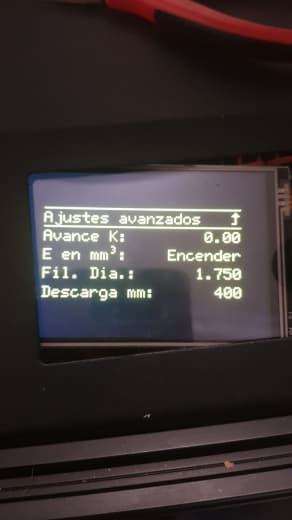 Ajustes avanzados
Avance K: 0.00
E en mm³: Encender
Fil. Dia.: 1.750
Descarga mm: 400